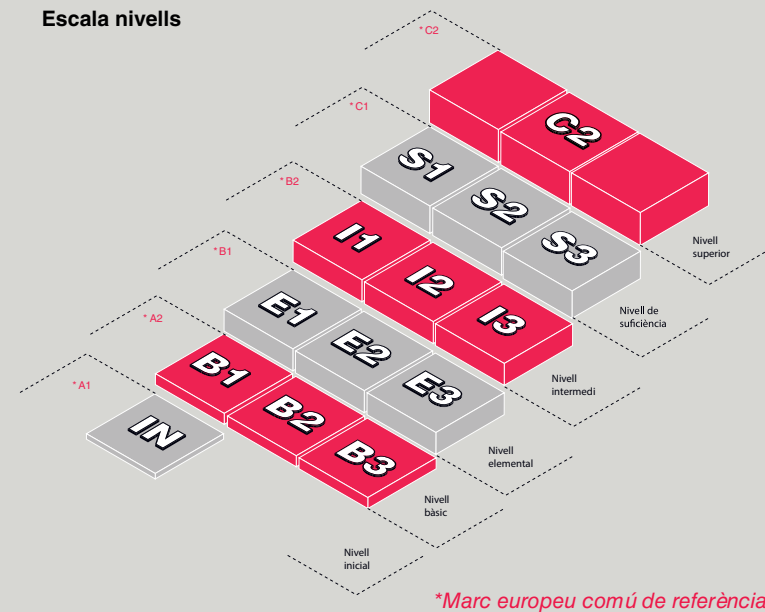 Escala nivells
*C2
*C1
*B2
*B1
*A2
*A1
C2
S1
S2
S3
I1
I2
I3
E1
E2
E3
B1
B2
B3
IN
Nivell
superior
Nivell de
suficiència
Nivell
intermedi
Nivell
elemental
Nivell
bàsic
Nivell
inicial
*Marc europeu comú de referència